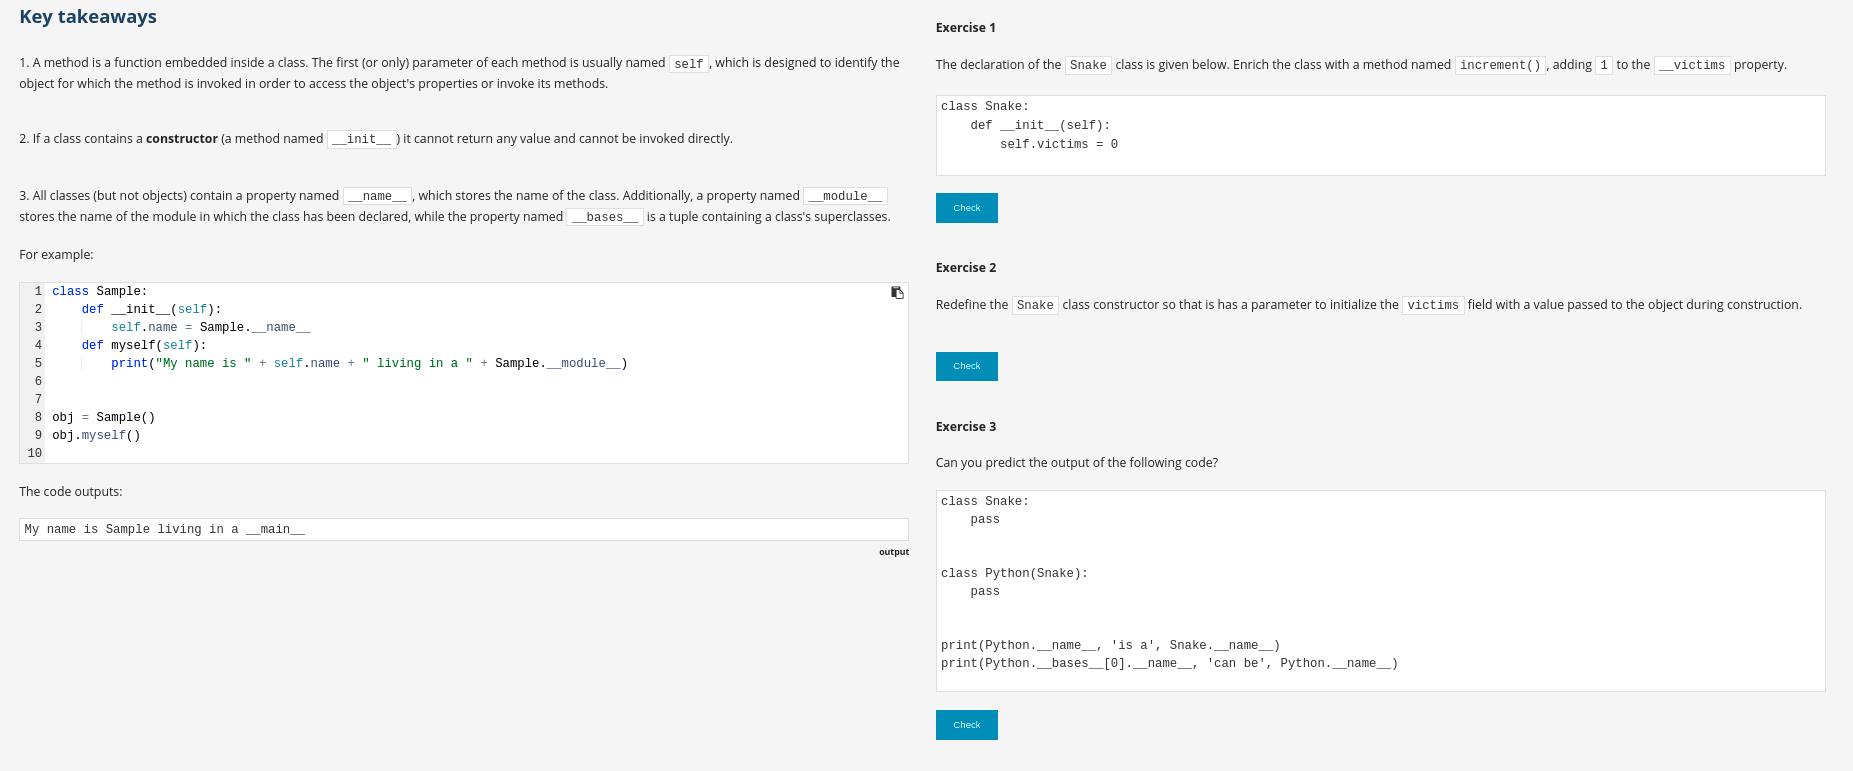 Key takeaways
1. A method is a function embedded inside a class. The first (or only) parameter of each method is usually named self, which is designed to identify the
object for which the method is invoked in order to access the object's properties or invoke its methods.
2. If a class contains a constructor (a method named __init__) it cannot return any value and cannot be invoked directly.
3. All classes (but not objects) contain a property named __name__, which stores the name of the class. Additionally, a property named __module__
stores the name of the module in which the class has been declared, while the property named __bases__ is a tuple containing a class's superclasses.
For example:
1 class Sample:
2     def __init__(self):
3         self.name = Sample.__name__
4     def myself(self):
5         print("My name is " + self.name + " living in a " + Sample.__module__)
6
7
8 obj = Sample()
9 obj.myself()
10
The code outputs:
My name is Sample living in a __main__
output
Exercise 1
The declaration of the Snake class is given below. Enrich the class with a method named increment(), adding 1 to the __victims property.
class Snake:
    def __init__(self):
        self.victims = 0
Check
Exercise 2
Redefine the Snake class constructor so that is has a parameter to initialize the victims field with a value passed to the object during construction.
Check
Exercise 3
Can you predict the output of the following code?
class Snake:
    pass
class Python(Snake):
    pass
print(Python.__name__, 'is a', Snake.__name__)
print(Python.__bases__[0].__name__, 'can be', Python.__name__)
Check